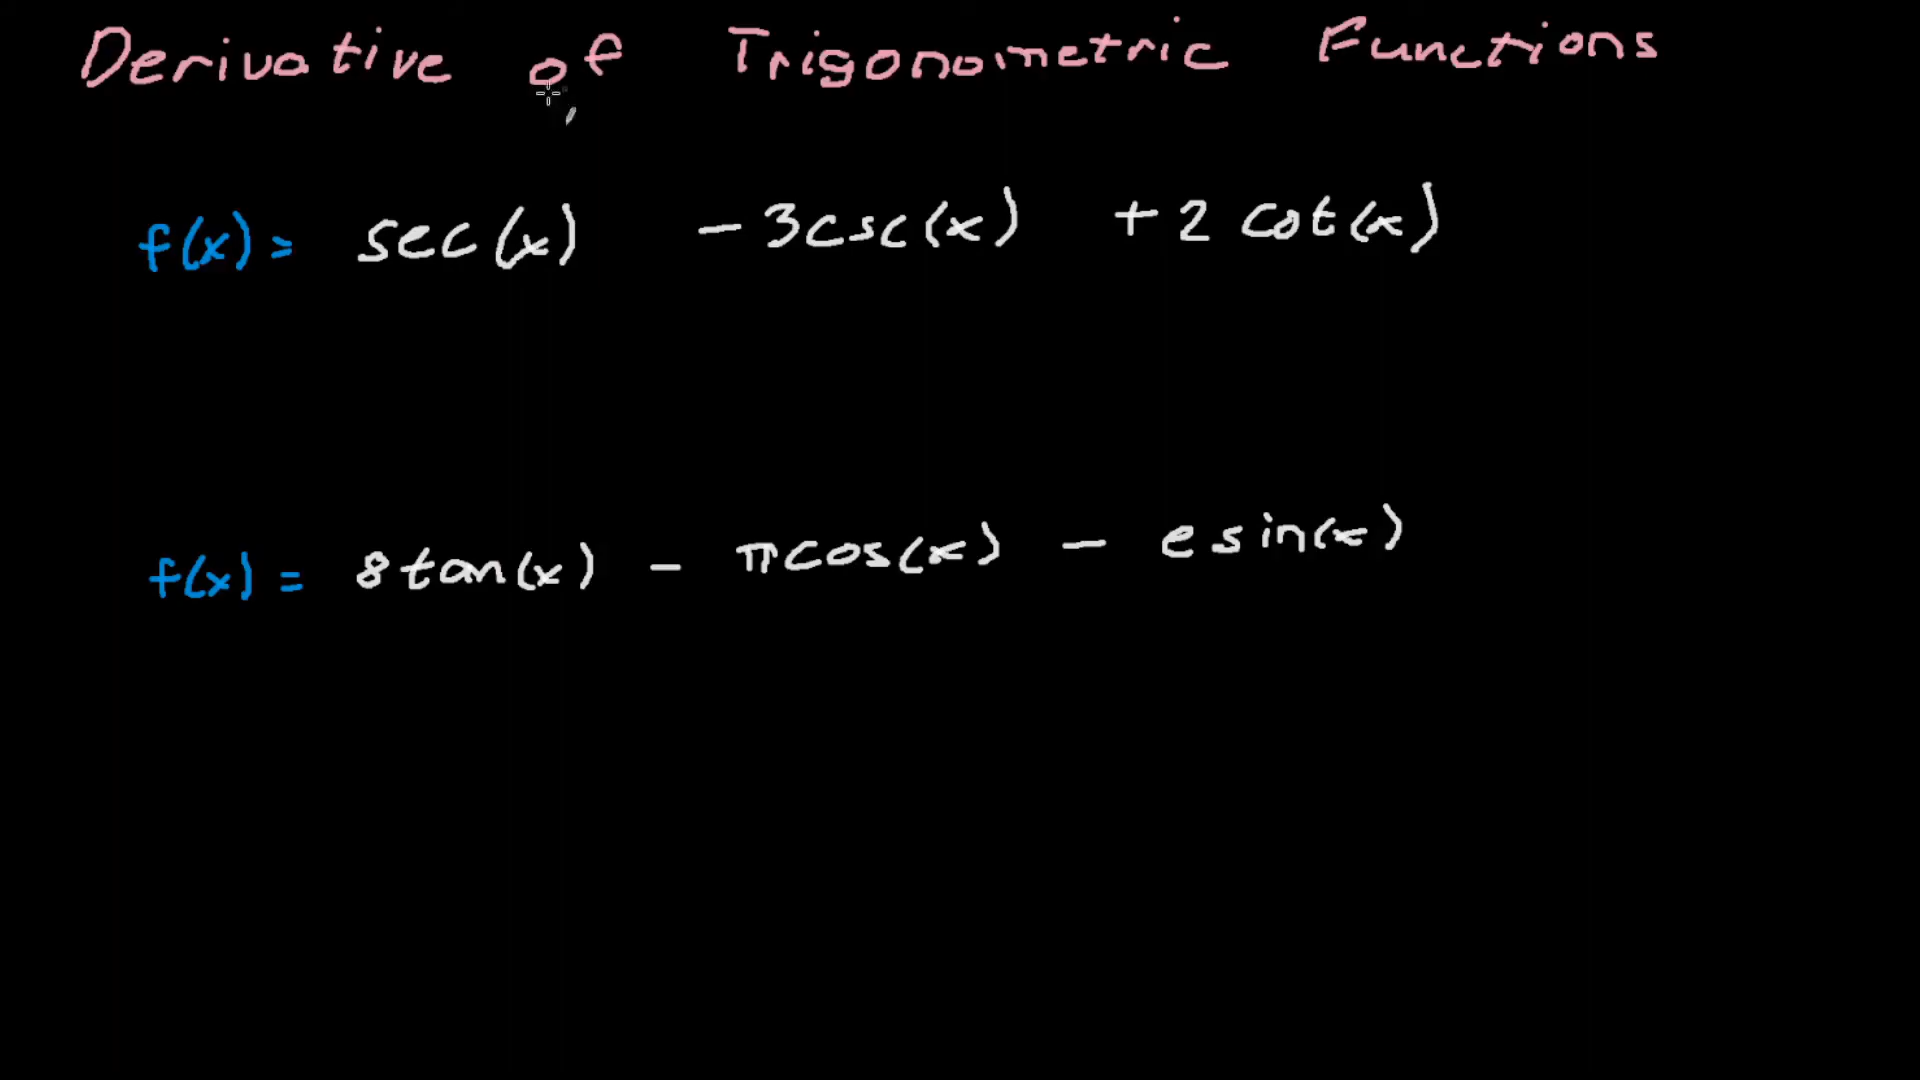 Derivative of Trigonometric Functions
f(x) = sec(x) - 3csc(x) + 2 cot(x)
f(x) = 8tan(x) - πcos(x) - e sin(x)